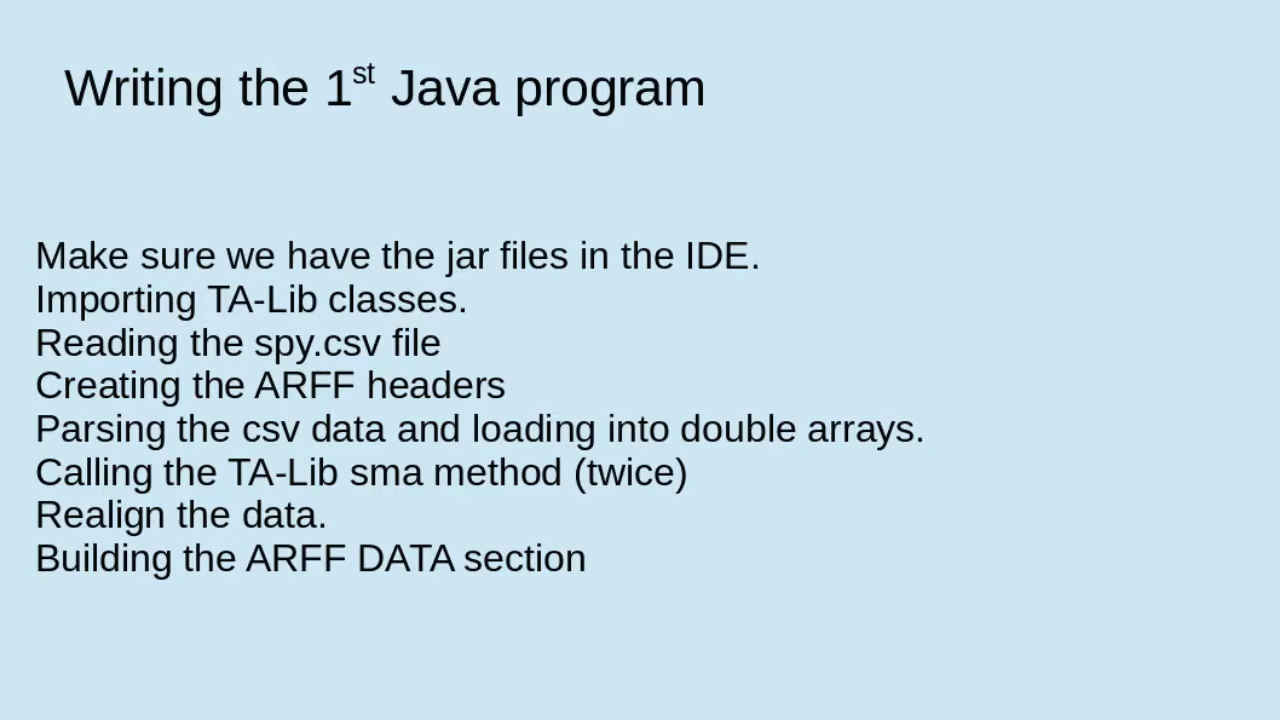 Writing the 1st Java program
Make sure we have the jar files in the IDE.
Importing TA-Lib classes.
Reading the spy.csv file
Creating the ARFF headers
Parsing the csv data and loading into double arrays.
Calling the TA-Lib sma method (twice)
Realign the data.
Building the ARFF DATA section